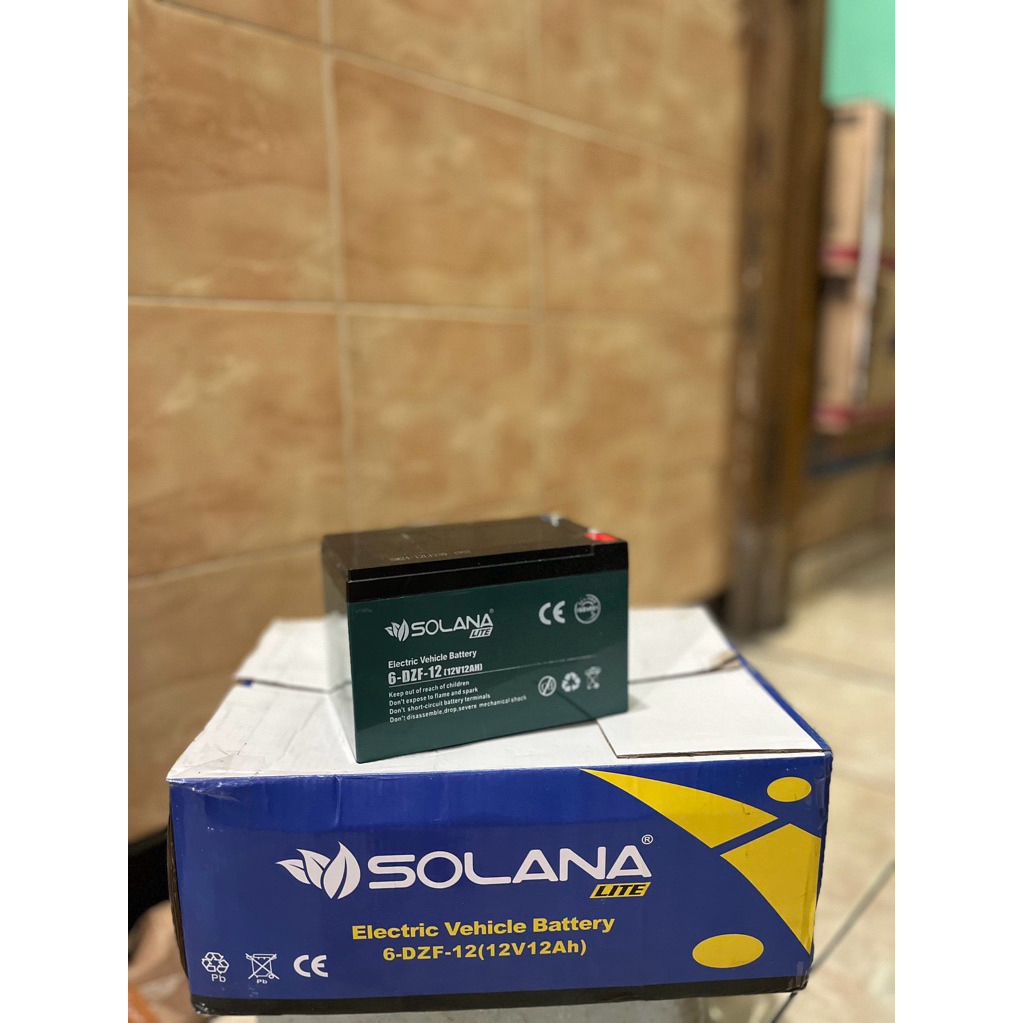 SOLANA®
LITE
CE
Electric Vehicle Battery
6-DZF-12 (12V12AH)
Keep out of reach of children
Don't expose to flame and spark
Don't short-circuit battery terminals
Don't disassemble,drop,severe mechanical shock
SOLANA®
LITE
Electric Vehicle Battery
6-DZF-12(12V12Ah)
Pb
Pb
CE